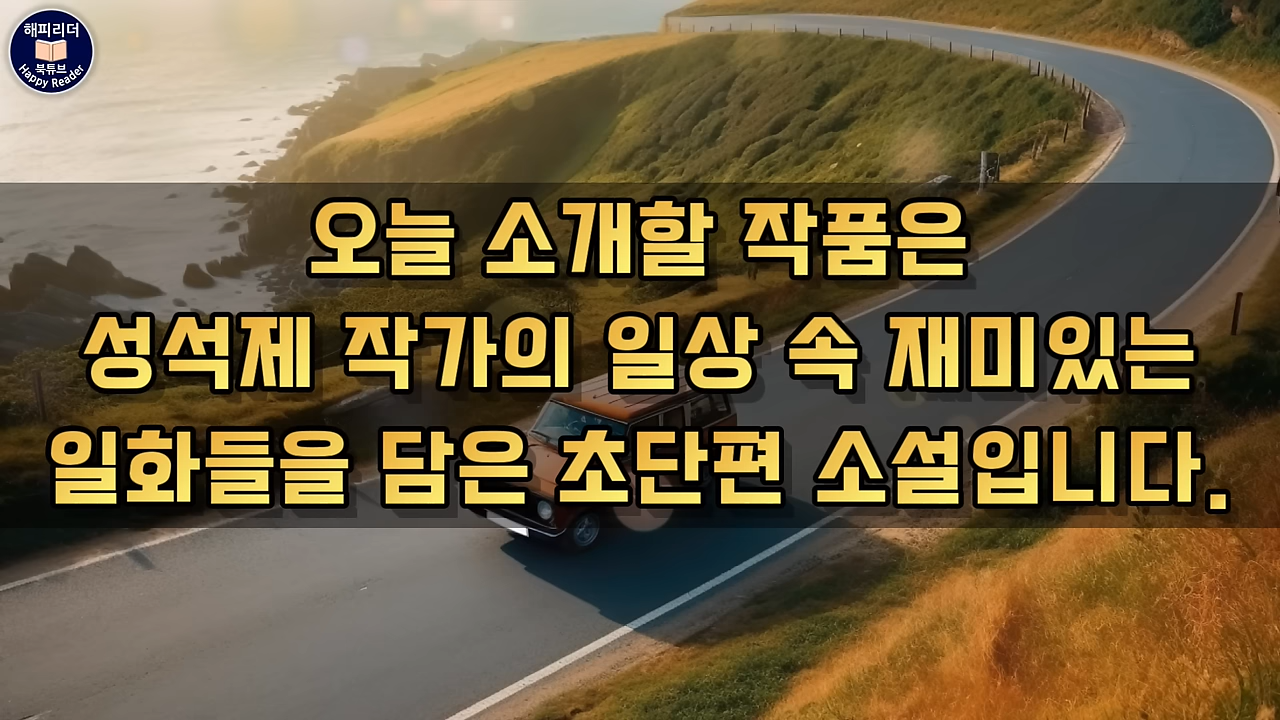 해피리더
북튜브
Happy Reader
오늘 소개할 작품은
성석제 작가의 일상 속 재미있는
일화들을 담은 초단편 소설입니다.